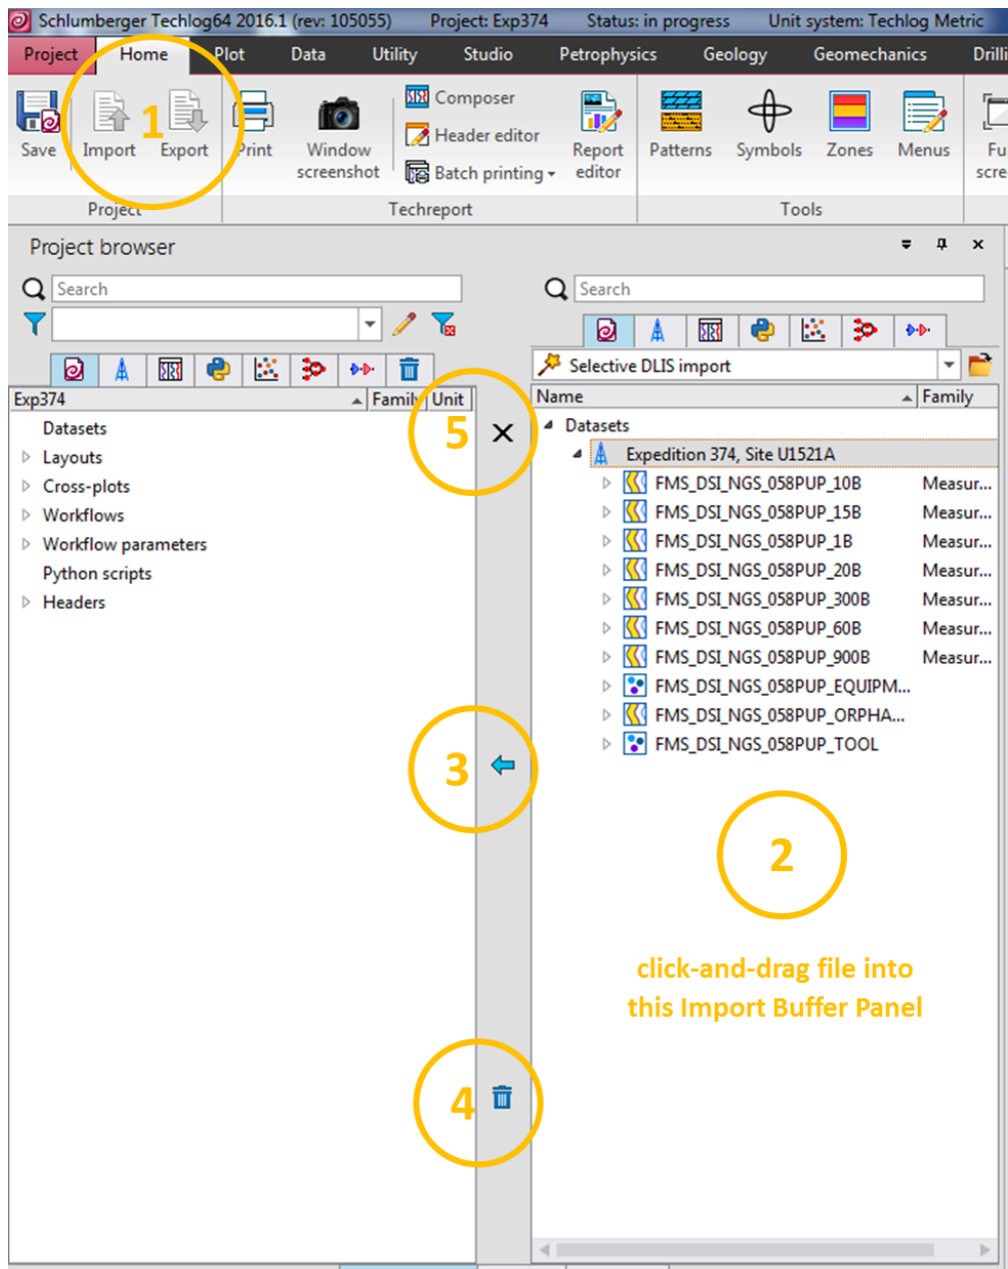 Schlumberger Techlog64 2016.1 (rev: 105055) Project: Exp374 Status: in progress Unit system: Techlog Metric
Project Home Plot Data Utility Studio Petrophysics Geology Geomechanics Drilli
1
Save Import Export Print Window screenshot
Composer
Header editor
Batch printing
Report editor
Patterns Symbols Zones Menus Fu scre
Project Techreport Tools
Project browser
Search
Search
Selective DLIS import
Exp374 Family Unit
Name Family
5
Datasets
Layouts
Cross-plots
Workflows
Workflow parameters
Python scripts
Headers
Datasets
Expedition 374, Site U1521A
FMS_DSI_NGS_058PUP_10B Measur...
FMS_DSI_NGS_058PUP_15B Measur...
FMS_DSI_NGS_058PUP_1B Measur...
FMS_DSI_NGS_058PUP_20B Measur...
FMS_DSI_NGS_058PUP_300B Measur...
FMS_DSI_NGS_058PUP_60B Measur...
FMS_DSI_NGS_058PUP_900B Measur...
FMS_DSI_NGS_058PUP_EQUIPM...
FMS_DSI_NGS_058PUP_ORPHA...
FMS_DSI_NGS_058PUP_TOOL
3
2
click-and-drag file into
this Import Buffer Panel
4